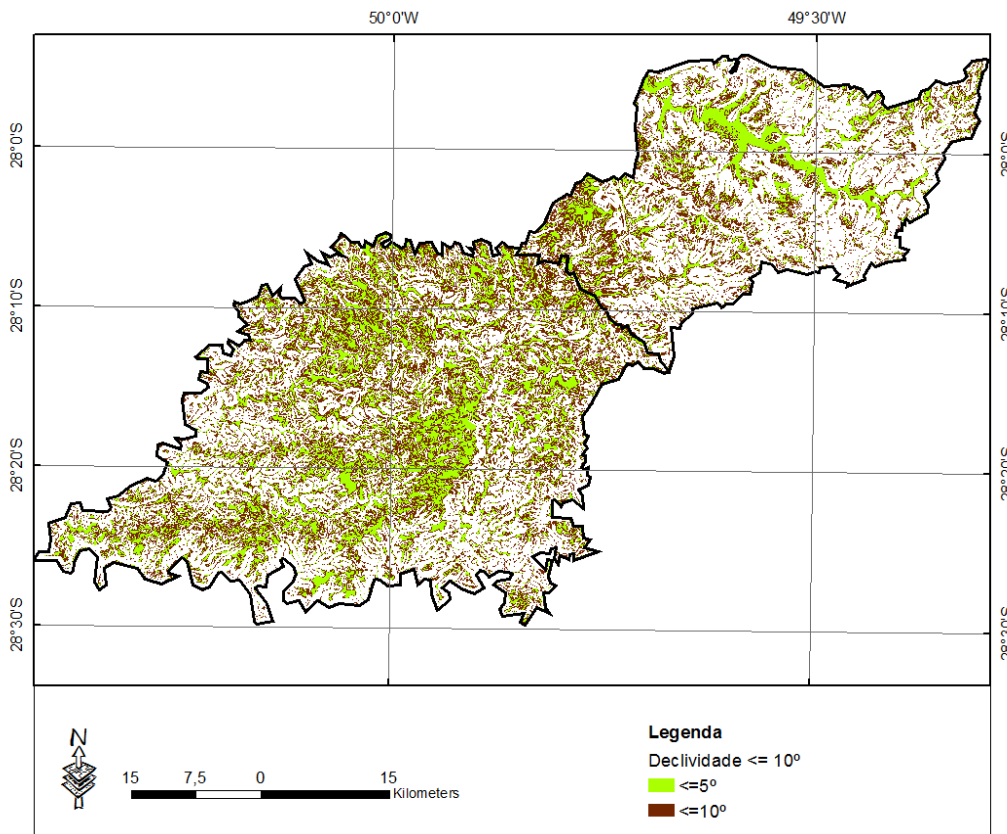 50°0'W 49°30'W
28°0'S 28°0'S
28°10'S 28°10'S
28°20'S 28°20'S
28°30'S 28°30'S
N
15 7,5 0 15
Kilometers
Legenda
Declividade <= 10º
<=5º
<=10º